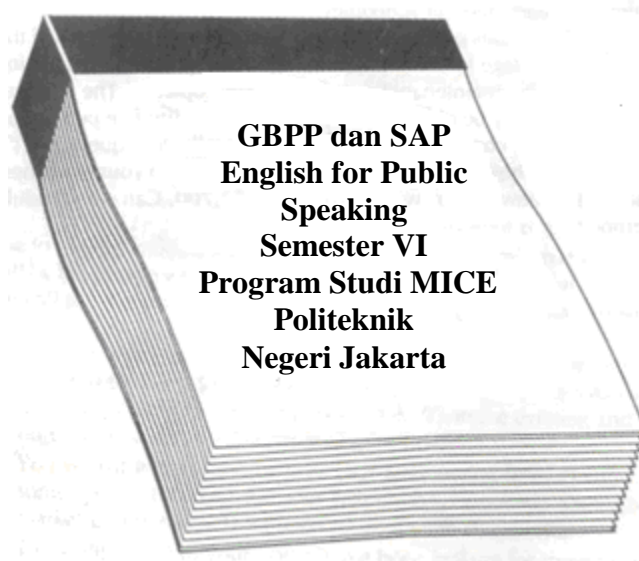 GBPP dan SAP
English for Public
Speaking
Semester VI
Program Studi MICE
Politeknik
Negeri Jakarta